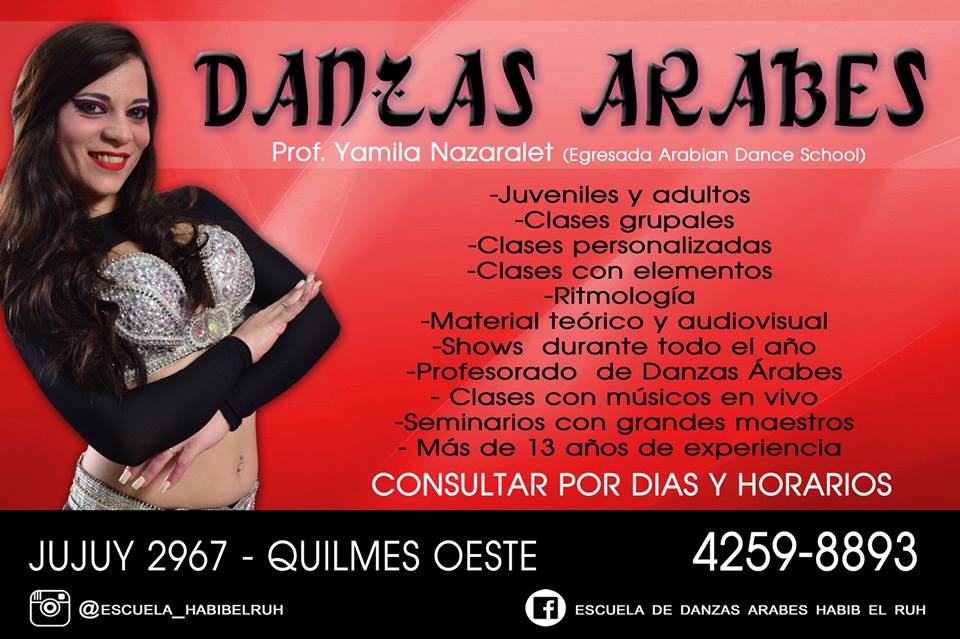 DANZAS ARABES
Prof. Yamila Nazaralet (Egresada Arabian Dance School)
-Juveniles y adultos
-Clases grupales
-Clases personalizadas
-Clases con elementos
-Ritmología
-Material teórico y audiovisual
-Shows durante todo el año
-Profesorado de Danzas Árabes
- Clases con músicos en vivo
-Seminarios con grandes maestros
- Más de 13 años de experiencia
CONSULTAR POR DIAS Y HORARIOS
JUJUY 2967 - QUILMES OESTE 4259-8893
@ESCUELA_HABIBELRUH f ESCUELA DE DANZAS ARABES HABIB EL RUH